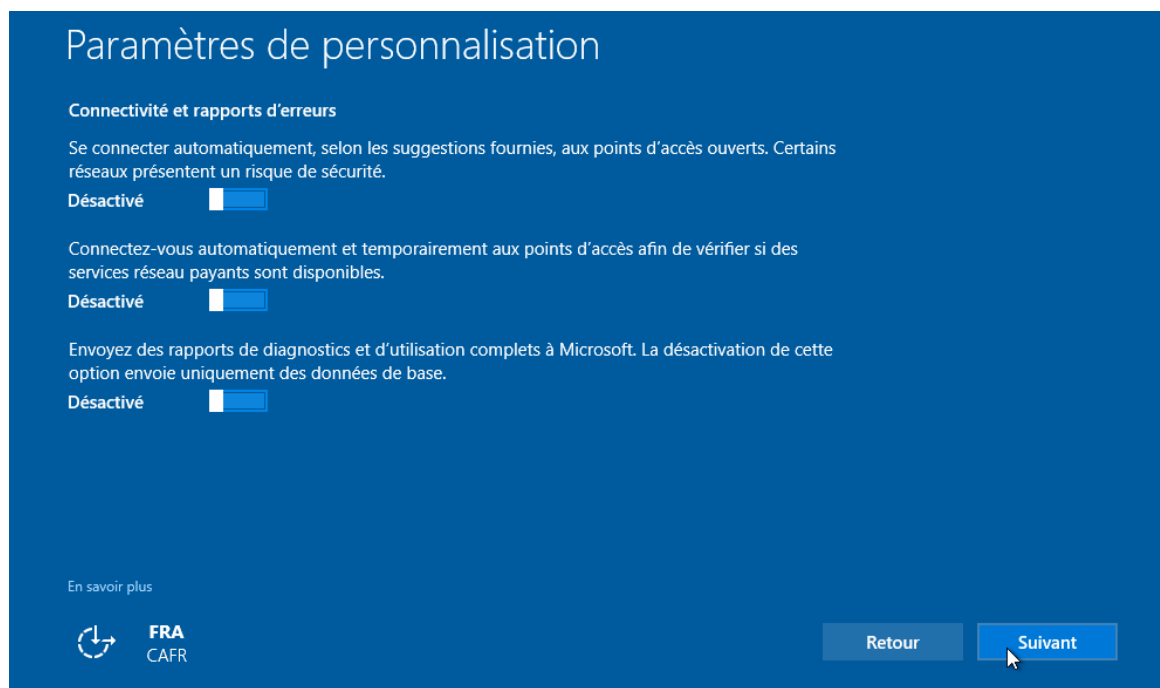 Paramètres de personnalisation
Connectivité et rapports d'erreurs
Se connecter automatiquement, selon les suggestions fournies, aux points d'accès ouverts. Certains
réseaux présentent un risque de sécurité.
Désactivé
Connectez-vous automatiquement et temporairement aux points d'accès afin de vérifier si des
services réseau payants sont disponibles.
Désactivé
Envoyez des rapports de diagnostics et d'utilisation complets à Microsoft. La désactivation de cette
option envoie uniquement des données de base.
Désactivé
En savoir plus
FRA
CAFR
Retour
Suivant